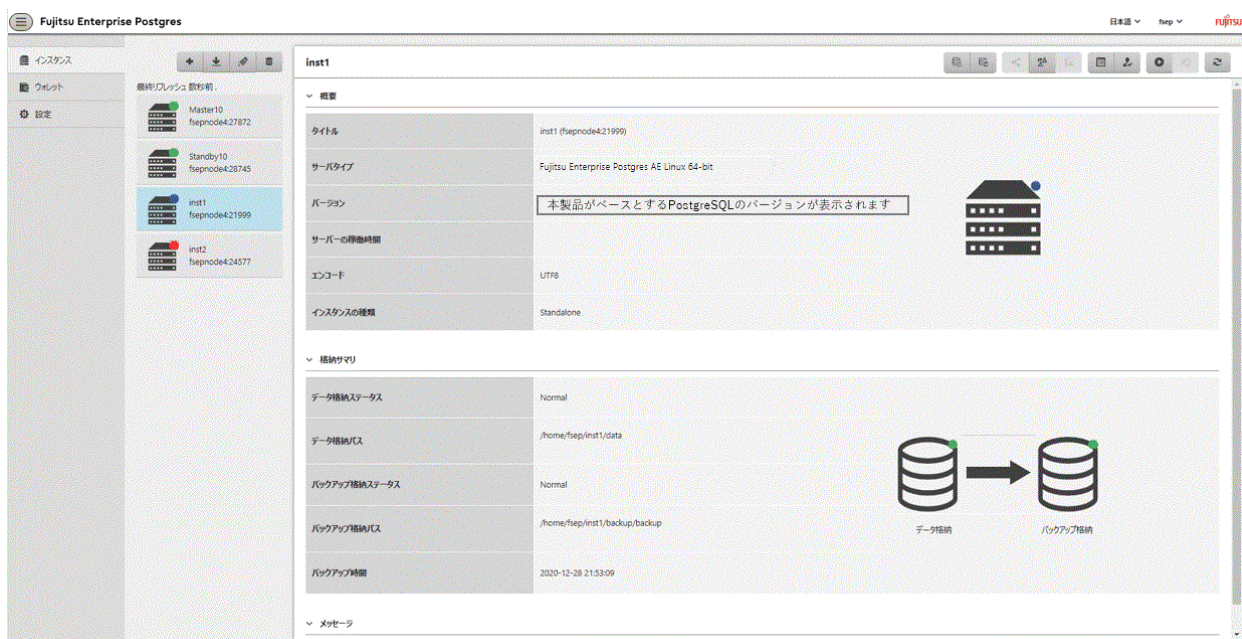 Fujitsu Enterprise Postgres
日本語
fsep
FUJITSU
インスタンス
ウォレット
設定
最終リフレッシュ 数秒前.
Master10
fsepnode4:27872
Standby10
fsepnode4:28745
inst1
fsepnode4:21999
inst2
fsepnode4:24577
inst1
概要
タイトル
inst1 (fsepnode4:21999)
サーバタイプ
Fujitsu Enterprise Postgres AE Linux 64-bit
バージョン
本製品がベースとするPostgreSQLのバージョンが表示されます
サーバーの稼働時間
エンコード
UTF8
インスタンスの種類
Standalone
格納サマリ
データ格納ステータス
Normal
データ格納パス
/home/fsep/inst1/data
バックアップ格納ステータス
Normal
バックアップ格納パス
/home/fsep/inst1/backup/backup
データ格納
バックアップ格納
バックアップ時間
2020-12-28 21:53:09
メッセージ